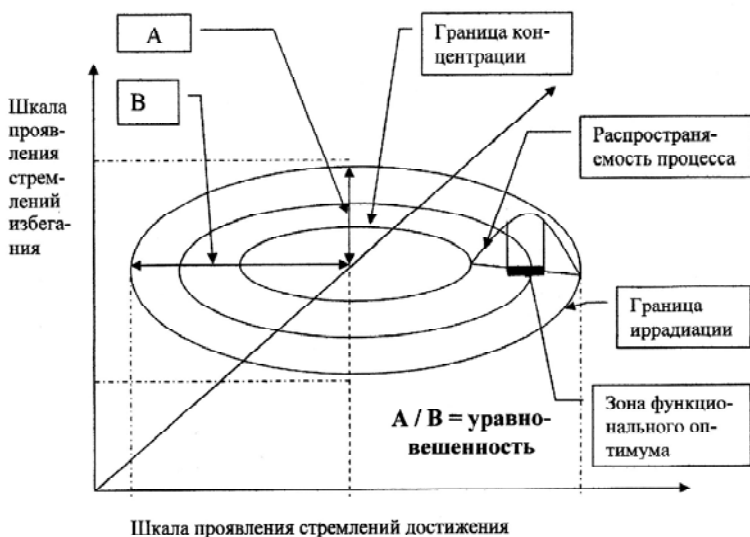 А
Граница кон-
центрации
Шкала
прояв-
ления
стрем-
лений
избега-
ния
В
Распространя-
емость процесса
Граница
иррадиации
Зона функцио-
нального оп-
тимума
А / В = уравно-
вешенность
Шкала проявления стремлений достижения